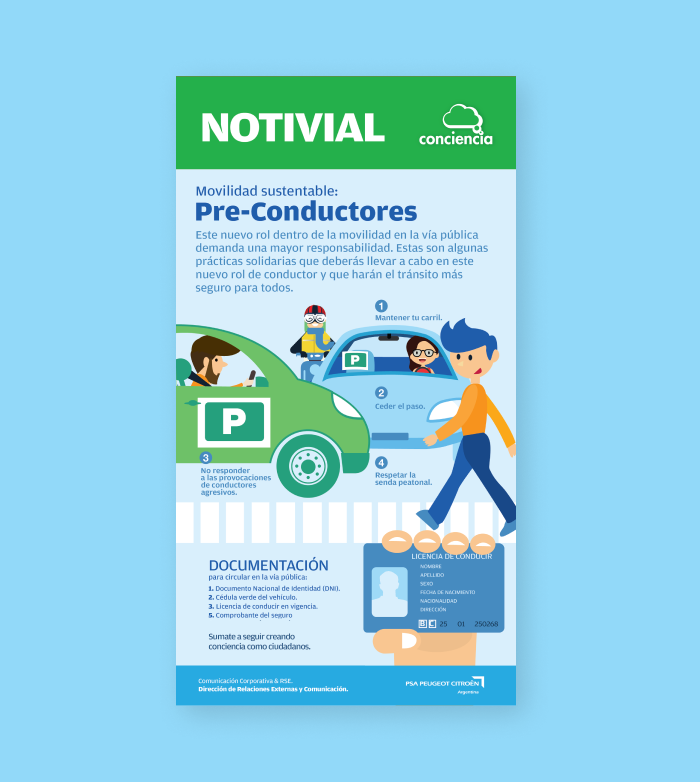 NOTIVIAL
conciencia
Movilidad sustentable:
Pre-Conductores
Este nuevo rol dentro de la movilidad en la vía pública
demanda una mayor responsabilidad. Estas son algunas
prácticas solidarias que deberás llevar a cabo en este
nuevo rol de conductor y que harán el tránsito más
seguro para todos.
1
Mantener tu carril.
P
2
Ceder el paso.
P
3
No responder
a las provocaciones
de conductores
agresivos.
4
Respetar la
senda peatonal.
DOCUMENTACIÓN
para circular en la vía pública:
1. Documento Nacional de Identidad (DNI).
2. Cédula verde del vehículo.
3. Licencia de conducir en vigencia.
5. Comprobante del seguro
Sumate a seguir creando
conciencia como ciudadanos.
LICENCIA DE CONDUCIR
NOMBRE
APELLIDO
SEXO
FECHA DE NACIMIENTO
NACIONALIDAD
DIRECCIÓN
25 01 250268
Comunicación Corporativa & RSE.
Dirección de Relaciones Externas y Comunicación.
PSA PEUGEOT CITROËN
Argentina